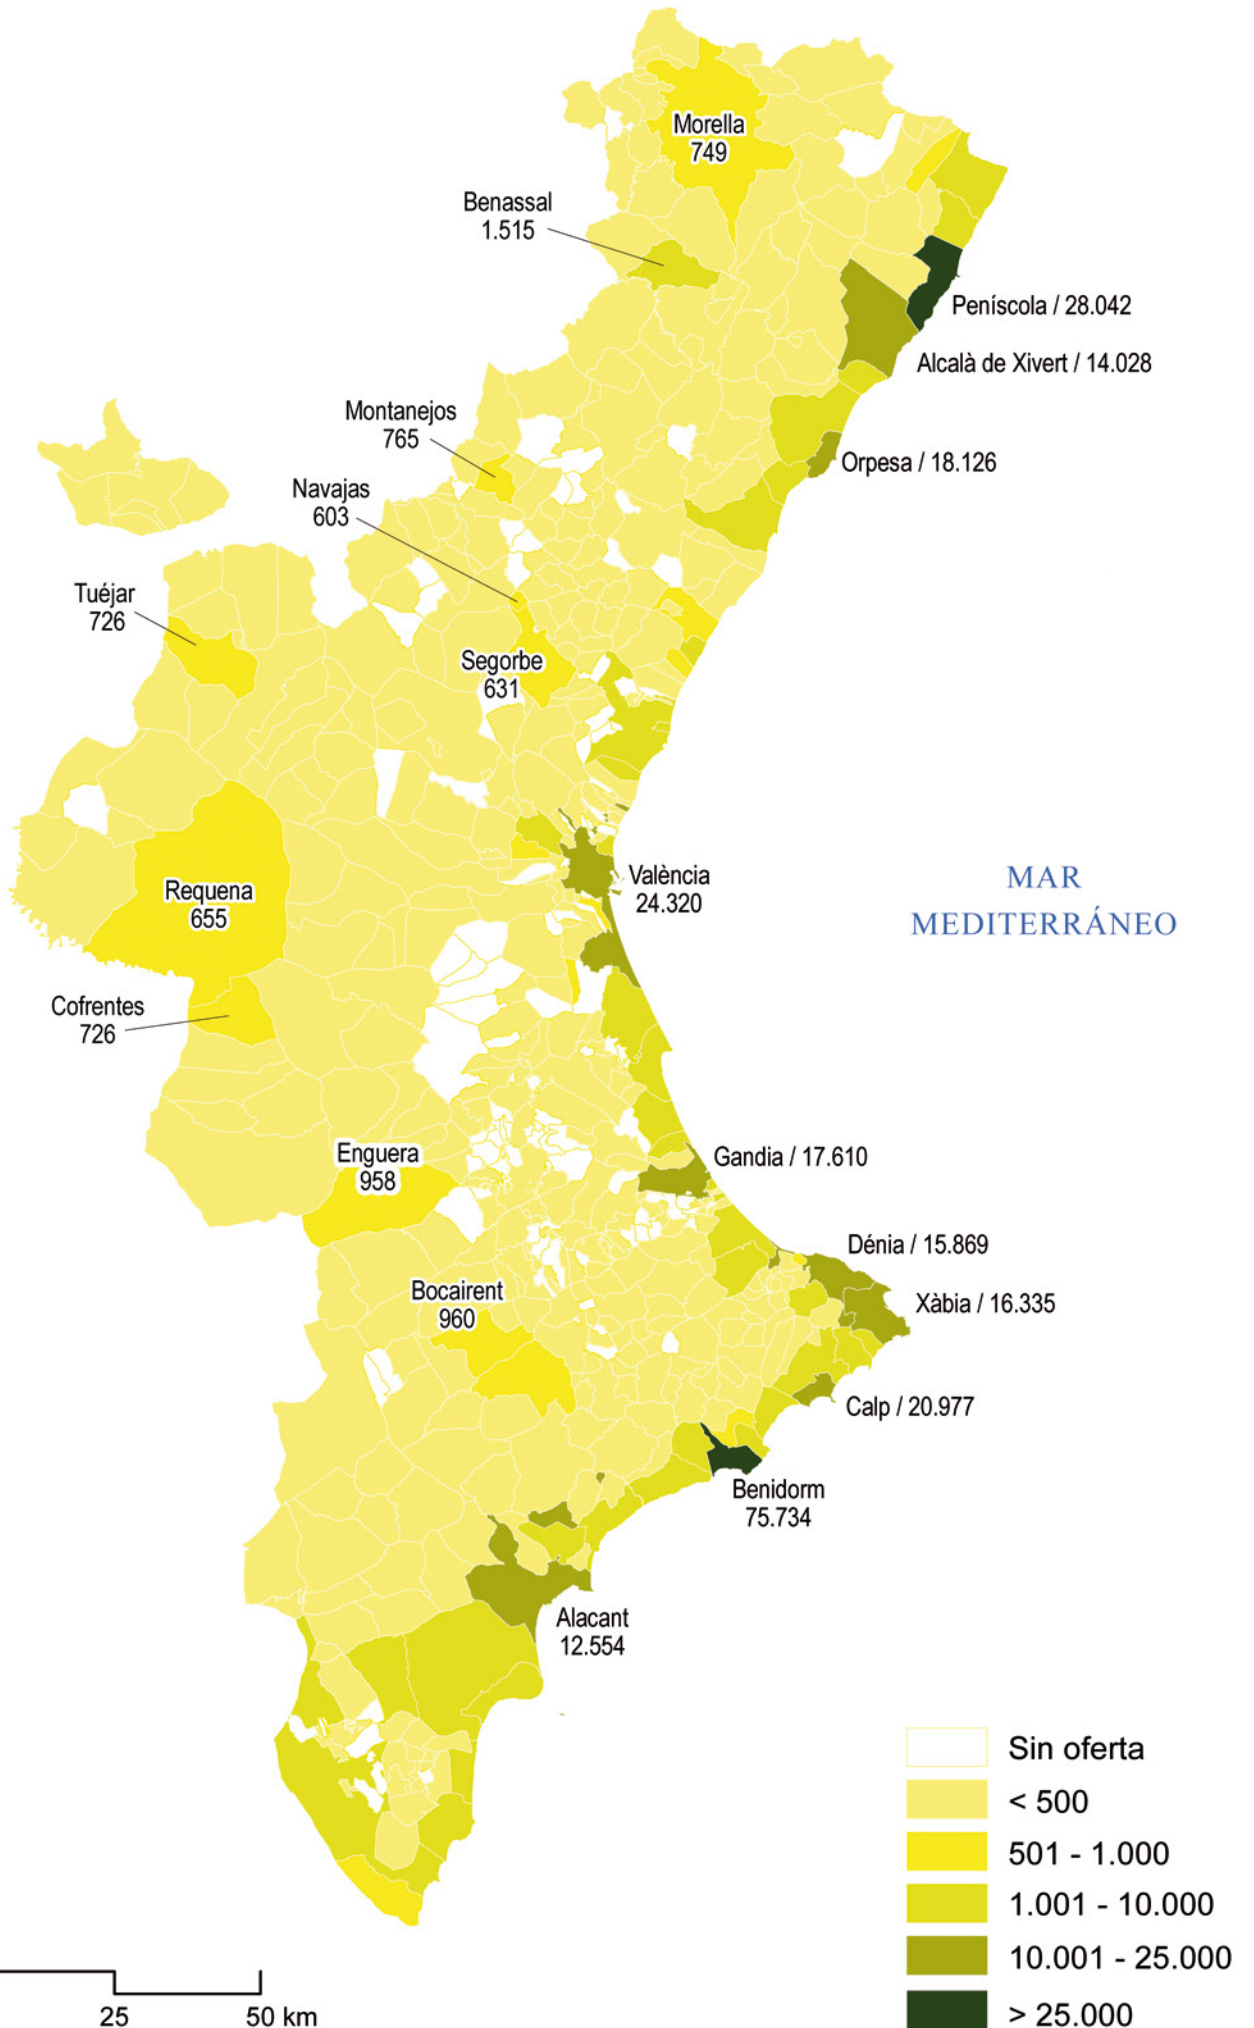 Morella
749
Benassal
1.515
Peníscola / 28.042
Alcalà de Xivert / 14.028
Montanejos
765
Orpesa / 18.126
Navajas
603
Tuéjar
726
Segorbe
631
València
24.320
MAR
MEDITERRÁNEO
Requena
655
Cofrentes
726
Enguera
958
Gandia / 17.610
Dénia / 15.869
Bocairent
960
Xàbia / 16.335
Calp / 20.977
Benidorm
75.734
Alacant
12.554
Sin oferta
< 500
501 - 1.000
1.001 - 10.000
10.001 - 25.000
> 25.000
25
50 km